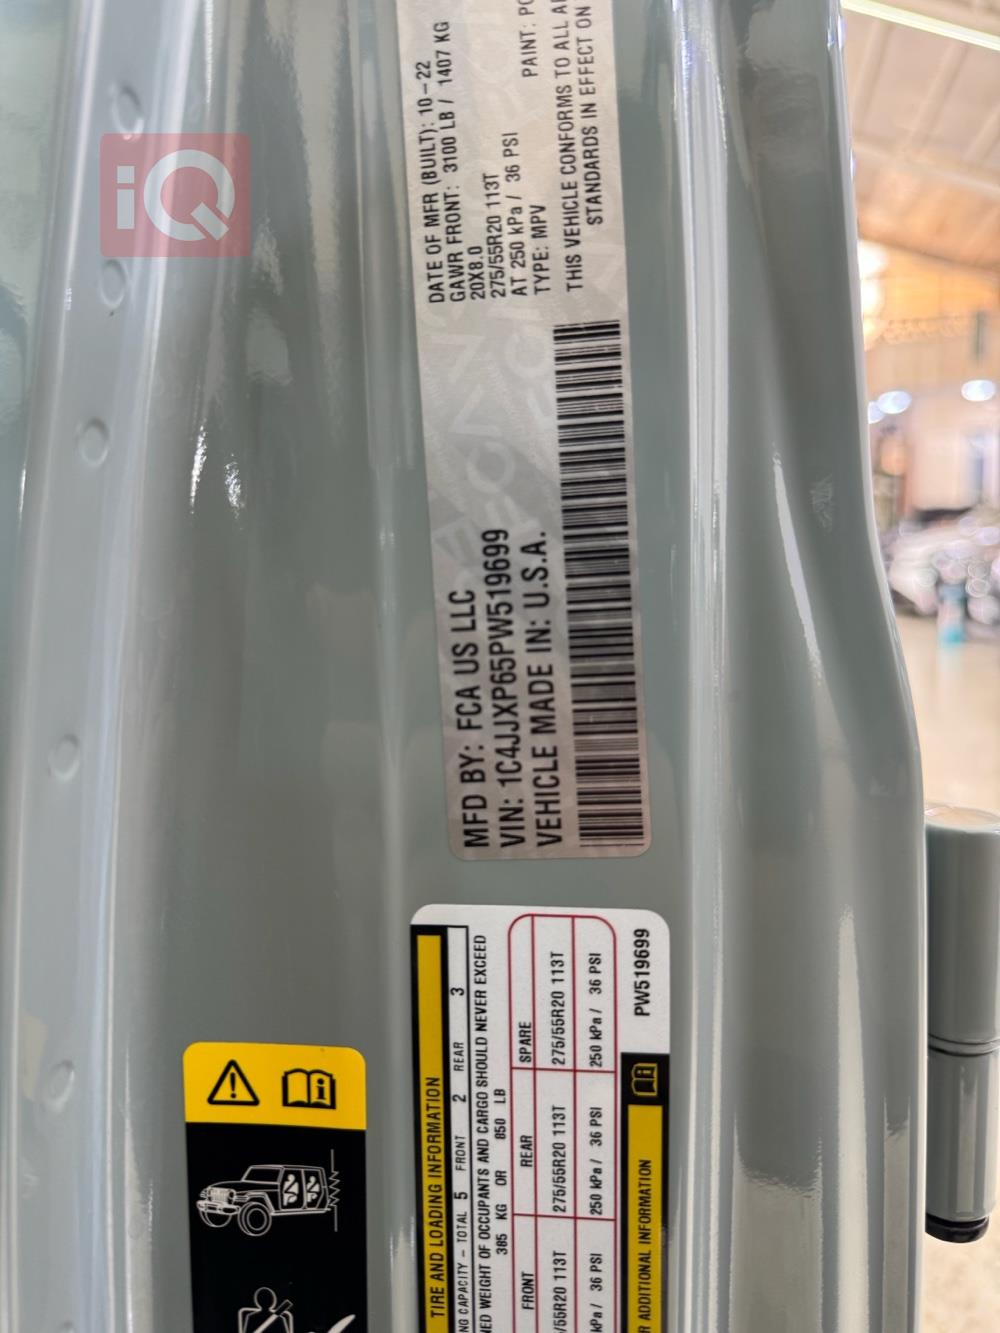 iQ
MFD BY: FCA US LLC
VIN: 1C4JJXP65PW519699
VEHICLE MADE IN: U.S.A.
DATE OF MFR (BUILT): 10-22
GAWR FRONT: 3100 LB / 1407 KG
20X8.0
275/55R20 113T
AT 250 kPa / 36 PSI
TYPE: MPV PAINT:
THIS VEHICLE CONFORMS TO ALL
STANDARDS IN EFFECT ON
TIRE AND LOADING INFORMATION
CAPACITY - TOTAL 5 FRONT 2 REAR 3
WEIGHT OF OCCUPANTS AND CARGO SHOULD NEVER EXCEED
385 KG OR 850 LB
FRONT REAR SPARE
/55R20 113T 275/55R20 113T 275/55R20 113T
kPa / 36 PSI 250 kPa / 36 PSI 250 kPa / 36 PSI
ADDITIONAL INFORMATION PW519699